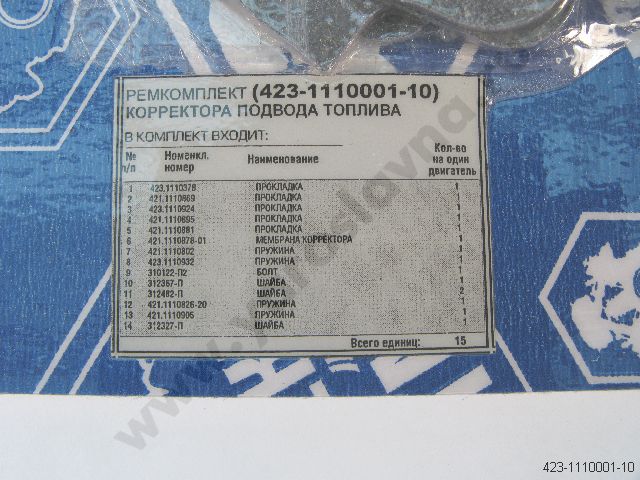 РЕМКОМПЛЕКТ (423-1110001-10)
КОРРЕКТОРА ПОДВОДА ТОПЛИВА
В КОМПЛЕКТ ВХОДИТ:
№ п/п Номенкл. номер Наименование Кол-во на один двигатель
1 423.1110378 ПРОКЛАДКА 1
2 421.1110869 ПРОКЛАДКА 1
3 423.1110924 ПРОКЛАДКА 1
4 421.1110895 ПРОКЛАДКА 1
5 421.1110881 ПРОКЛАДКА 1
6 421.1110878-01 МЕМБРАНА КОРРЕКТОРА 1
7 421.1110802 ПРУЖИНА 1
8 423.1110932 ПРУЖИНА 1
9 310122-П2 БОЛТ 1
10 312367-П ШАЙБА 1
11 312482-П ШАЙБА 2
12 421.1110826-20 ПРУЖИНА 1
13 421.1110905 ПРОКЛАДКА 1
14 312327-П ШАЙБА 1
Всего единиц: 15
www.yaroslavna
423-1110001-10